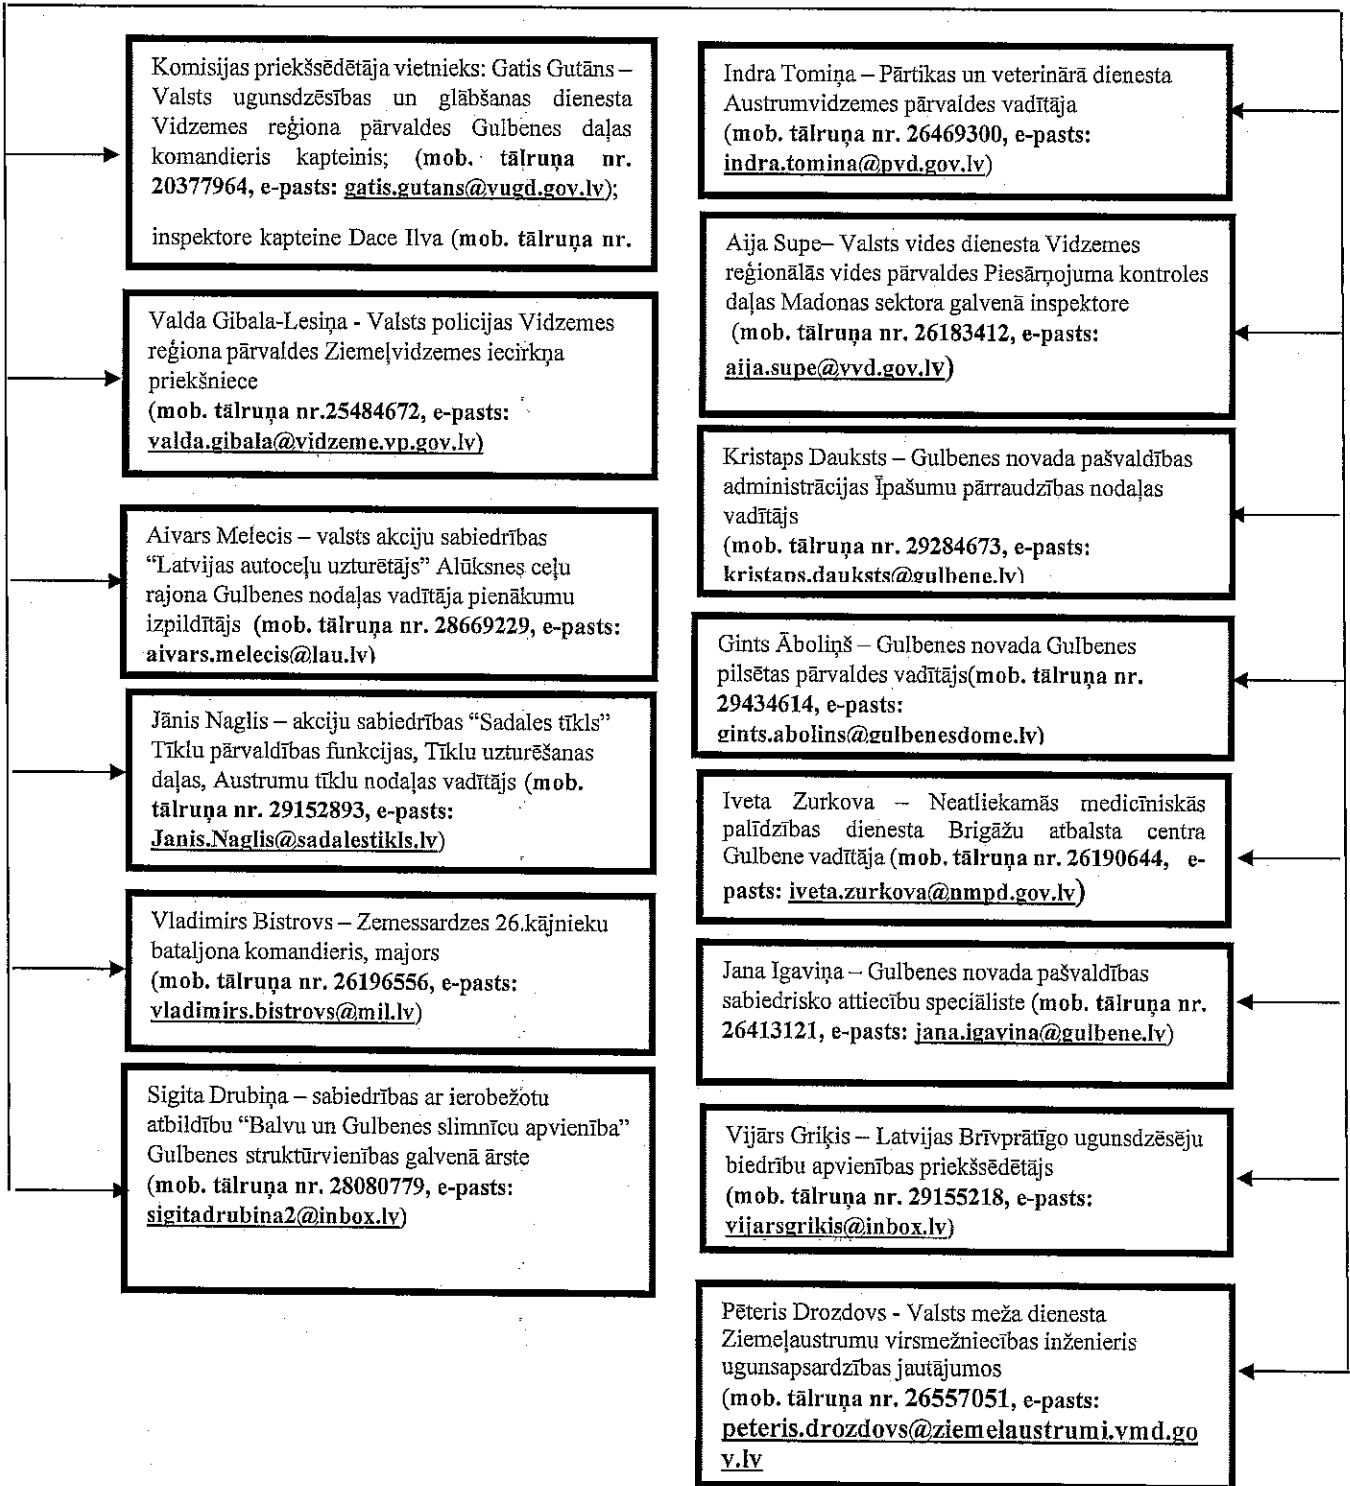 Komisijas priekšsēdētāja vietnieks: Gatis Gutāns –
Valsts ugunsdzēsības un glābšanas dienesta
Vidzemes reģiona pārvaldes Gulbenes daļas
komandieris kapteinis; (mob. tālruņa nr.
20377964, e-pasts: gatis.gutans@vugd.gov.lv);
inspektore kapteine Dace Ilva (mob. tālruņa nr.
Valda Gibala-Lesiņa - Valsts policijas Vidzemes
reģiona pārvaldes Ziemeļvidzemes iecirkņa
priekšniece
(mob. tālruņa nr.25484672, e-pasts:
valda.gibala@vidzeme.vp.gov.lv)
Aivars Melecis – valsts akciju sabiedrības
“Latvijas autoceļu uzturētājs” Alūksnes ceļu
rajona Gulbenes nodaļas vadītāja pienākumu
izpildītājs (mob. tālruņa nr. 28669229, e-pasts:
aivars.melecis@lau.lv)
Jānis Naglis – akciju sabiedrības “Sadales tīkls”
Tīklu pārvaldības funkcijas, Tīklu uzturēšanas
daļas, Austrumu tīklu nodaļas vadītājs (mob.
tālruņa nr. 29152893, e-pasts:
Janis.Naglis@sadalestikls.lv)
Vladimirs Bistrovs – Zemessardzes 26.kājnieku
bataljona komandieris, majors
(mob. tālruņa nr. 26196556, e-pasts:
vladimirs.bistrovs@mil.lv)
Sigita Drubiņa – sabiedrības ar ierobežotu
atbildību “Balvu un Gulbenes slimnīcu apvienība”
Gulbenes struktūrvienības galvenā ārste
(mob. tālruņa nr. 28080779, e-pasts:
sigitadrubina2@inbox.lv)
Indra Tomiņa – Pārtikas un veterinārā dienesta
Austrumvidzemes pārvaldes vadītāja
(mob. tālruņa nr. 26469300, e-pasts:
indra.tomina@pvd.gov.lv)
Aija Supe– Valsts vides dienesta Vidzemes
reģionālās vides pārvaldes Piesārņojuma kontroles
daļas Madonas sektora galvenā inspektore
(mob. tālruņa nr. 26183412, e-pasts:
aija.supe@vvd.gov.lv)
Kristaps Dauksts – Gulbenes novada pašvaldības
administrācijas Īpašumu pārraudzības nodaļas
vadītājs
(mob. tālruņa nr. 29284673, e-pasts:
kristaps.dauksts@gulbene.lv)
Gints Āboliņš – Gulbenes novada Gulbenes
pilsētas pārvaldes vadītājs(mob. tālruņa nr.
29434614, e-pasts:
gints.abolins@gulbenesdome.lv)
Iveta Zurkova – Neatliekamās medicīniskās
palīdzības dienesta Brigāžu atbalsta centra
Gulbene vadītāja (mob. tālruņa nr. 26190644, e-
pasts: iveta.zurkova@nmpd.gov.lv)
Jana Igaviņa – Gulbenes novada pašvaldības
sabiedrisko attiecību speciāliste (mob. tālruņa nr.
26413121, e-pasts: jana.igavina@gulbene.lv)
Vijārs Griķis – Latvijas Brīvprātīgo ugunsdzēsēju
biedrību apvienības priekšsēdētājs
(mob. tālruņa nr. 29155218, e-pasts:
vijarsgrikis@inbox.lv)
Pēteris Drozdovs - Valsts meža dienesta
Ziemeļaustrumu virsmežniecības inženieris
ugunsapsardzības jautājumos
(mob. tālruņa nr. 26557051, e-pasts:
peteris.drozdovs@ziemelaustrumi.vmd.go
v.lv